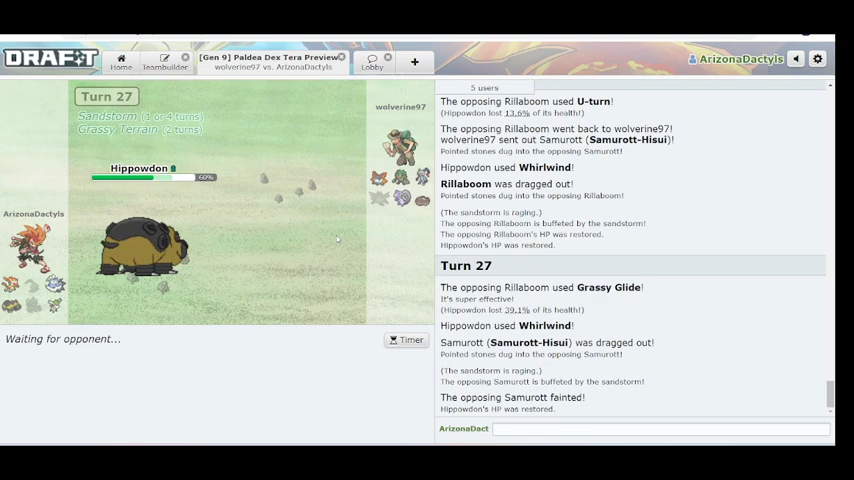 DRAFT
Home
Teambuilder
[Gen 9] Paldea Dex Tera Preview
wolverine97 vs. ArizonaDactyls
Lobby
+
ArizonaDactyls
Turn 27
Sandstorm (1 or 4 turns)
Grassy Terrain (2 turns)
wolverine97
Hippowdon
60%
ArizonaDactyls
Waiting for opponent...
Timer
5 users
The opposing Rillaboom used U-turn!
(Hippowdon lost 13.6% of its health!)
The opposing Rillaboom went back to wolverine97!
wolverine97 sent out Samurott (Samurott-Hisui)!
Pointed stones dug into the opposing Samurott!
Hippowdon used Whirlwind!
Rillaboom was dragged out!
Pointed stones dug into the opposing Rillaboom!
(The sandstorm is raging.)
The opposing Rillaboom is buffeted by the sandstorm!
The opposing Rillaboom's HP was restored.
Hippowdon's HP was restored.
Turn 27
The opposing Rillaboom used Grassy Glide!
It's super effective!
(Hippowdon lost 39.1% of its health!)
Hippowdon used Whirlwind!
Samurott (Samurott-Hisui) was dragged out!
Pointed stones dug into the opposing Samurott!
(The sandstorm is raging.)
The opposing Samurott is buffeted by the sandstorm!
The opposing Samurott fainted!
Hippowdon's HP was restored.
ArizonaDact